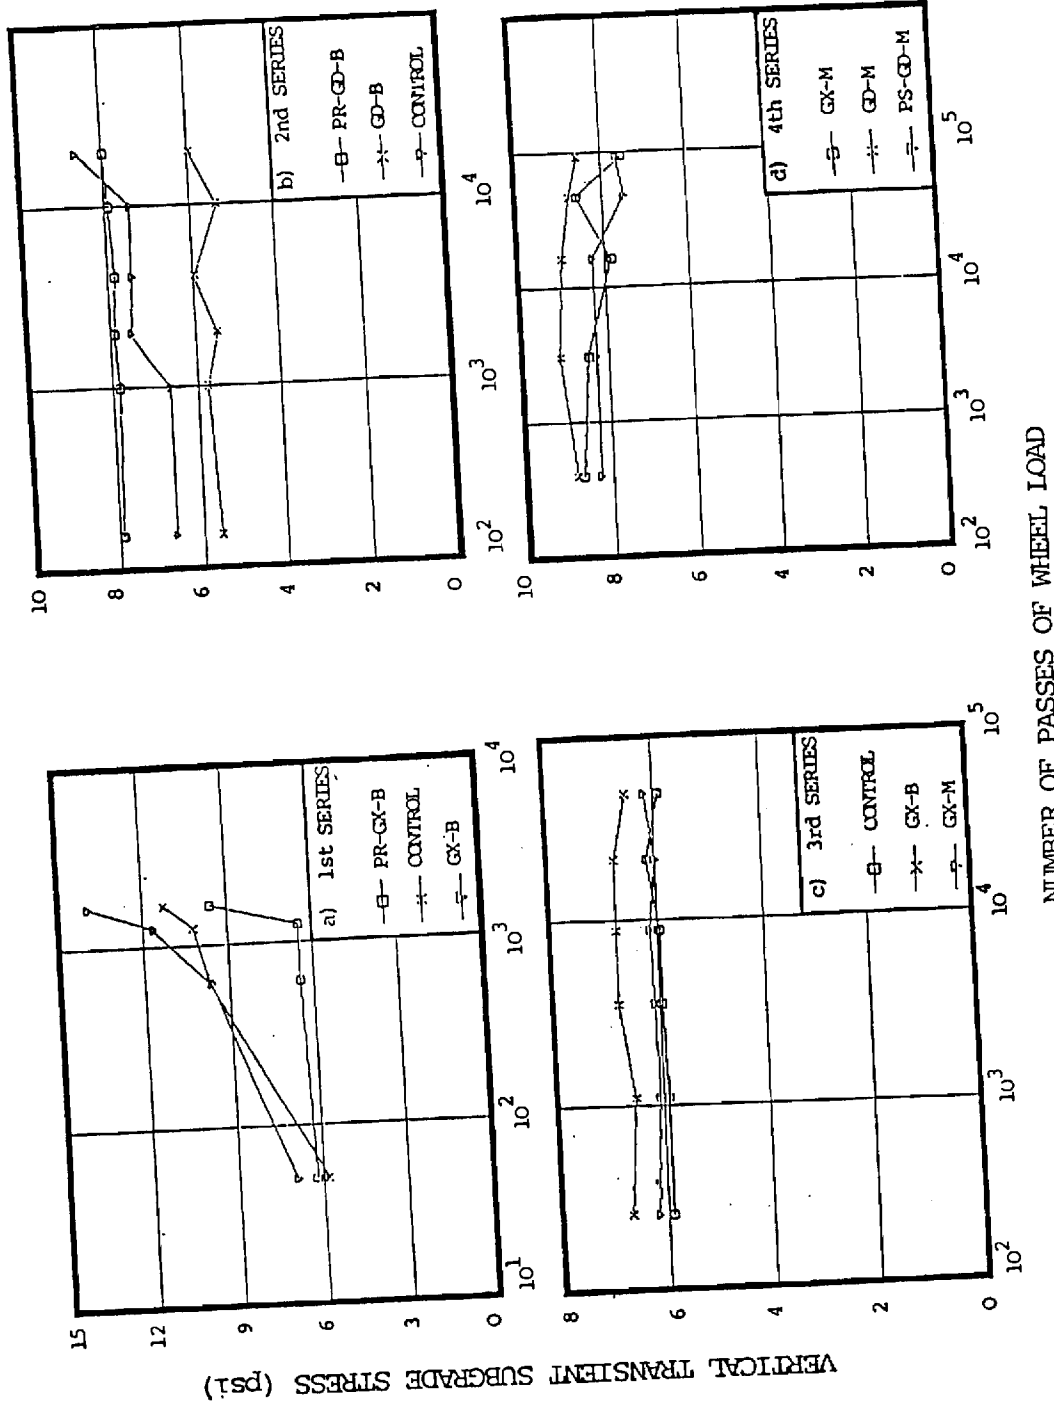 VERTICAL TRANSIENT SUBGRADE STRESS (psi)
15
12
9
6
3
0
10^1
10^2
10^3
10^4
a) 1st SERIES
PR-GX-B
CONTROL
GX-B
10
8
6
4
2
0
10^2
10^3
10^4
b) 2nd SERIES
PR-GD-B
GD-B
CONTROL
8
6
4
2
0
10^2
10^3
10^4
10^5
c) 3rd SERIES
CONTROL
GX-B
GX-M
10
8
6
4
2
0
10^2
10^3
10^4
10^5
d) 4th SERIES
GX-M
GD-M
PS-GD-M
NUMBER OF PASSES OF WHEEL LOAD